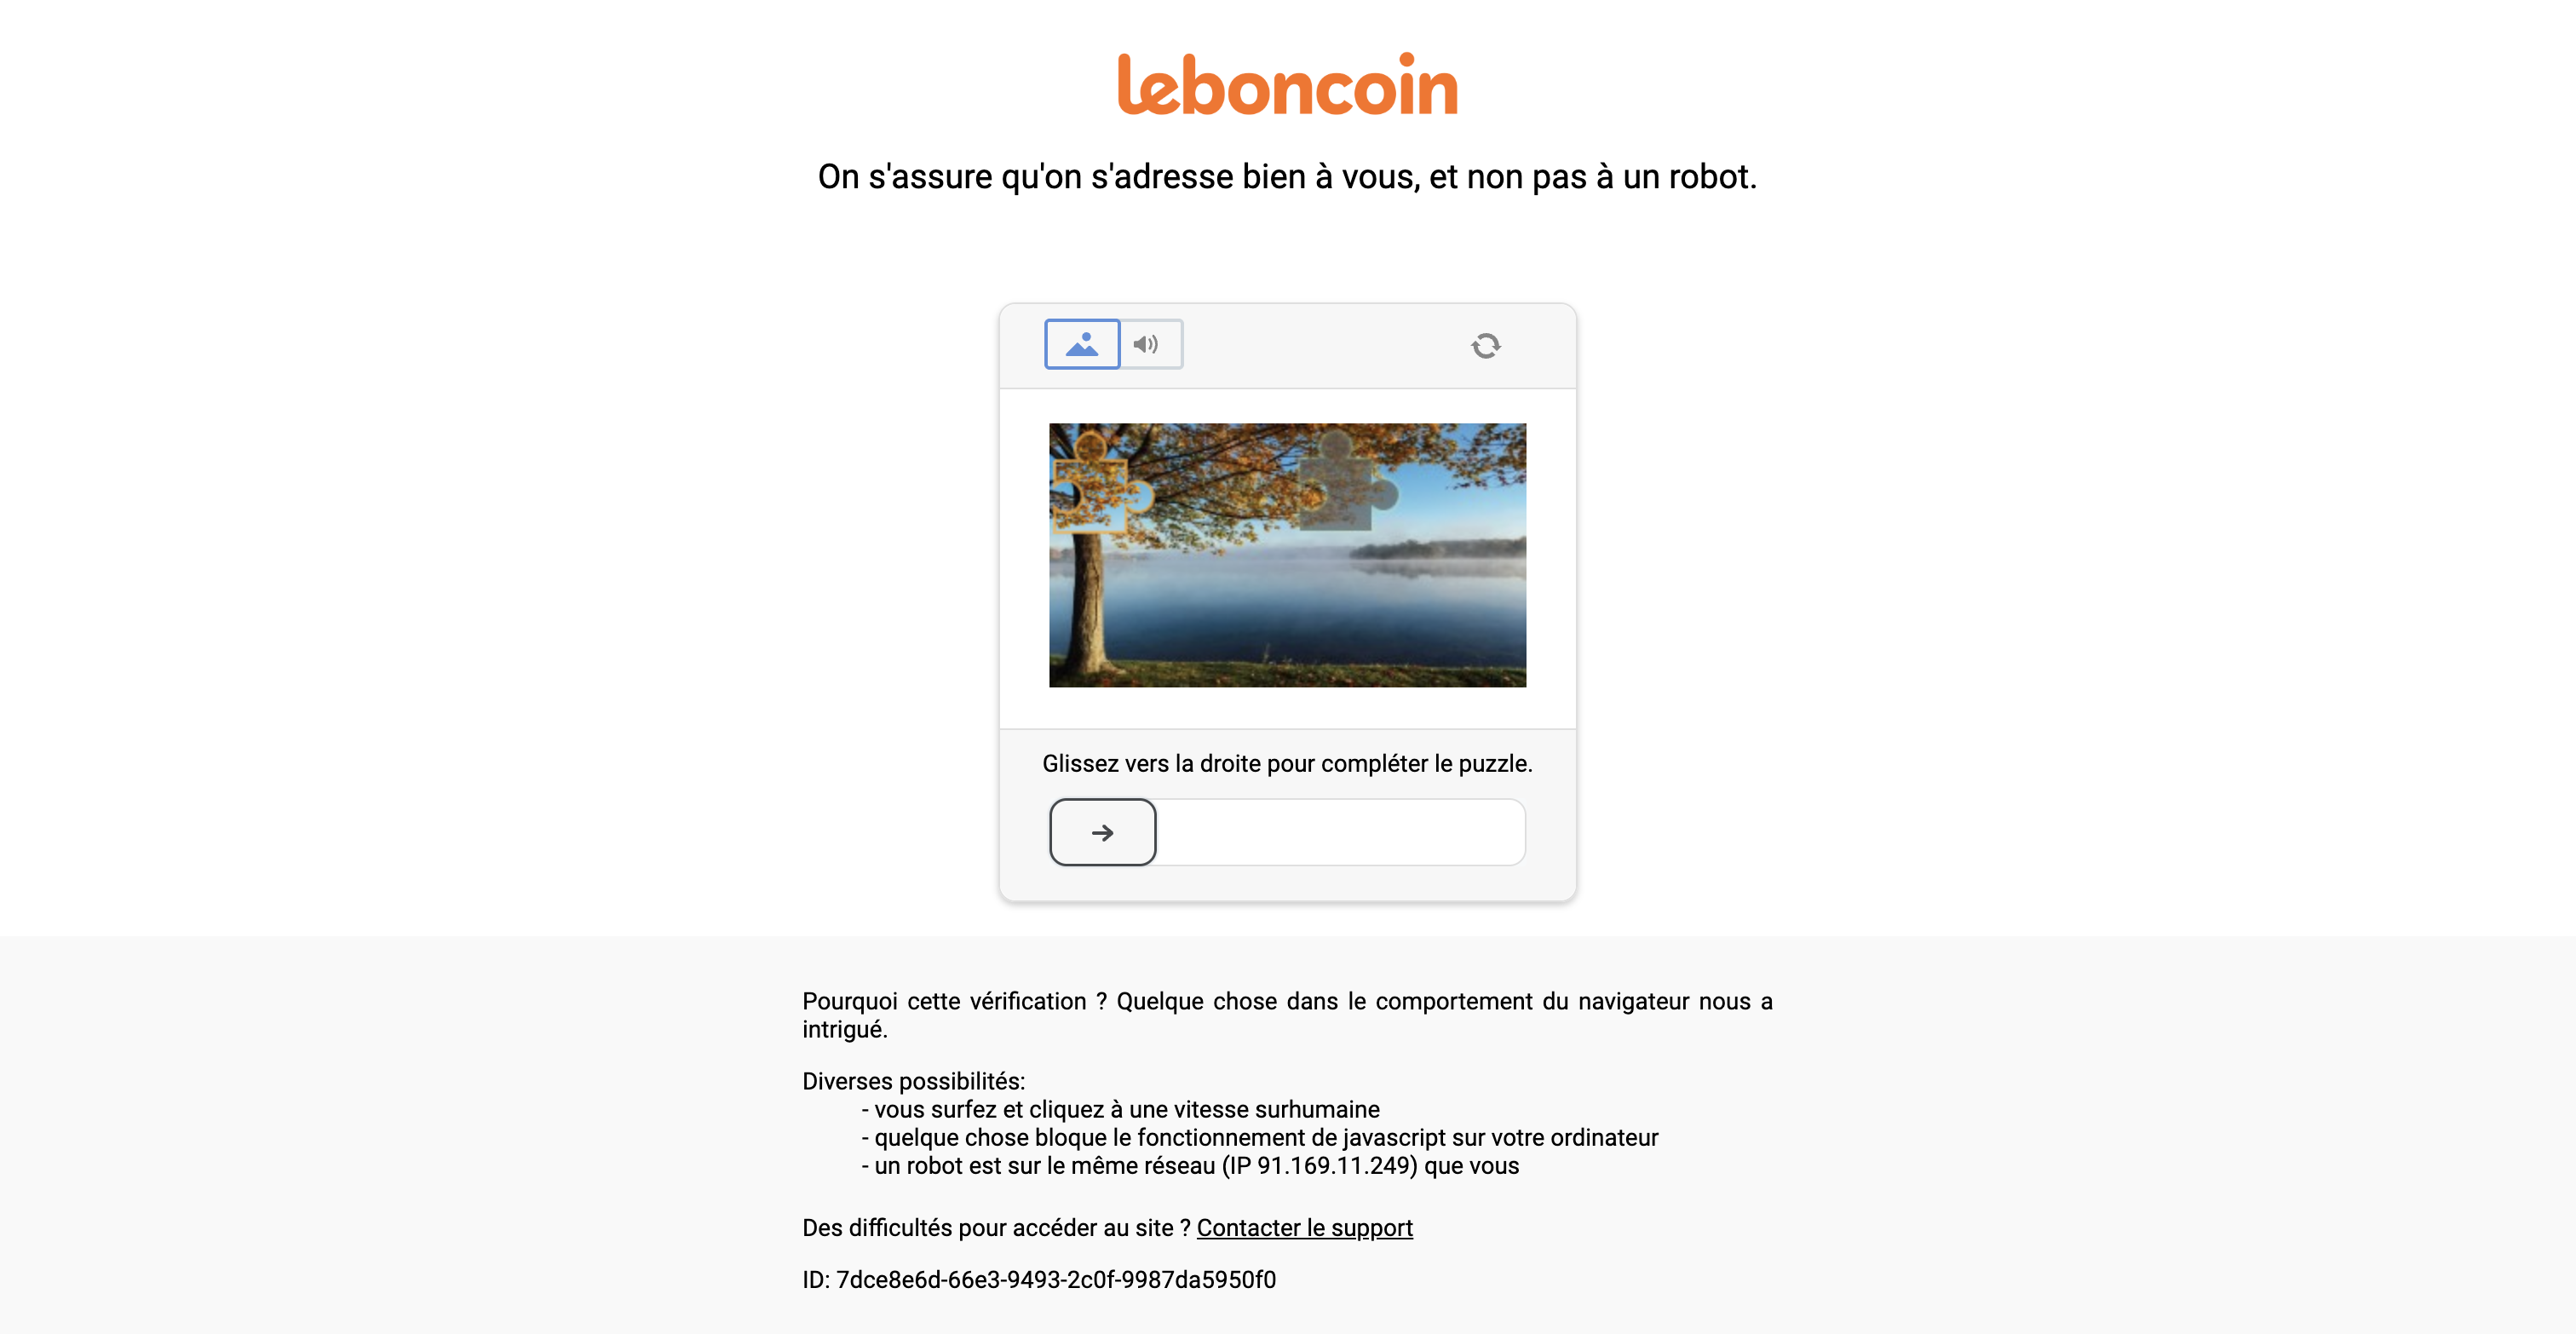 leboncoin
On s'assure qu'on s'adresse bien à vous, et non pas à un robot.
Glissez vers la droite pour compléter le puzzle.
Pourquoi cette vérification ? Quelque chose dans le comportement du navigateur nous a
intrigué.
Diverses possibilités:
- vous surfez et cliquez à une vitesse surhumaine
- quelque chose bloque le fonctionnement de javascript sur votre ordinateur
- un robot est sur le même réseau (IP 91.169.11.249) que vous
Des difficultés pour accéder au site ? Contacter le support
ID: 7dce8e6d-66e3-9493-2c0f-9987da5950f0